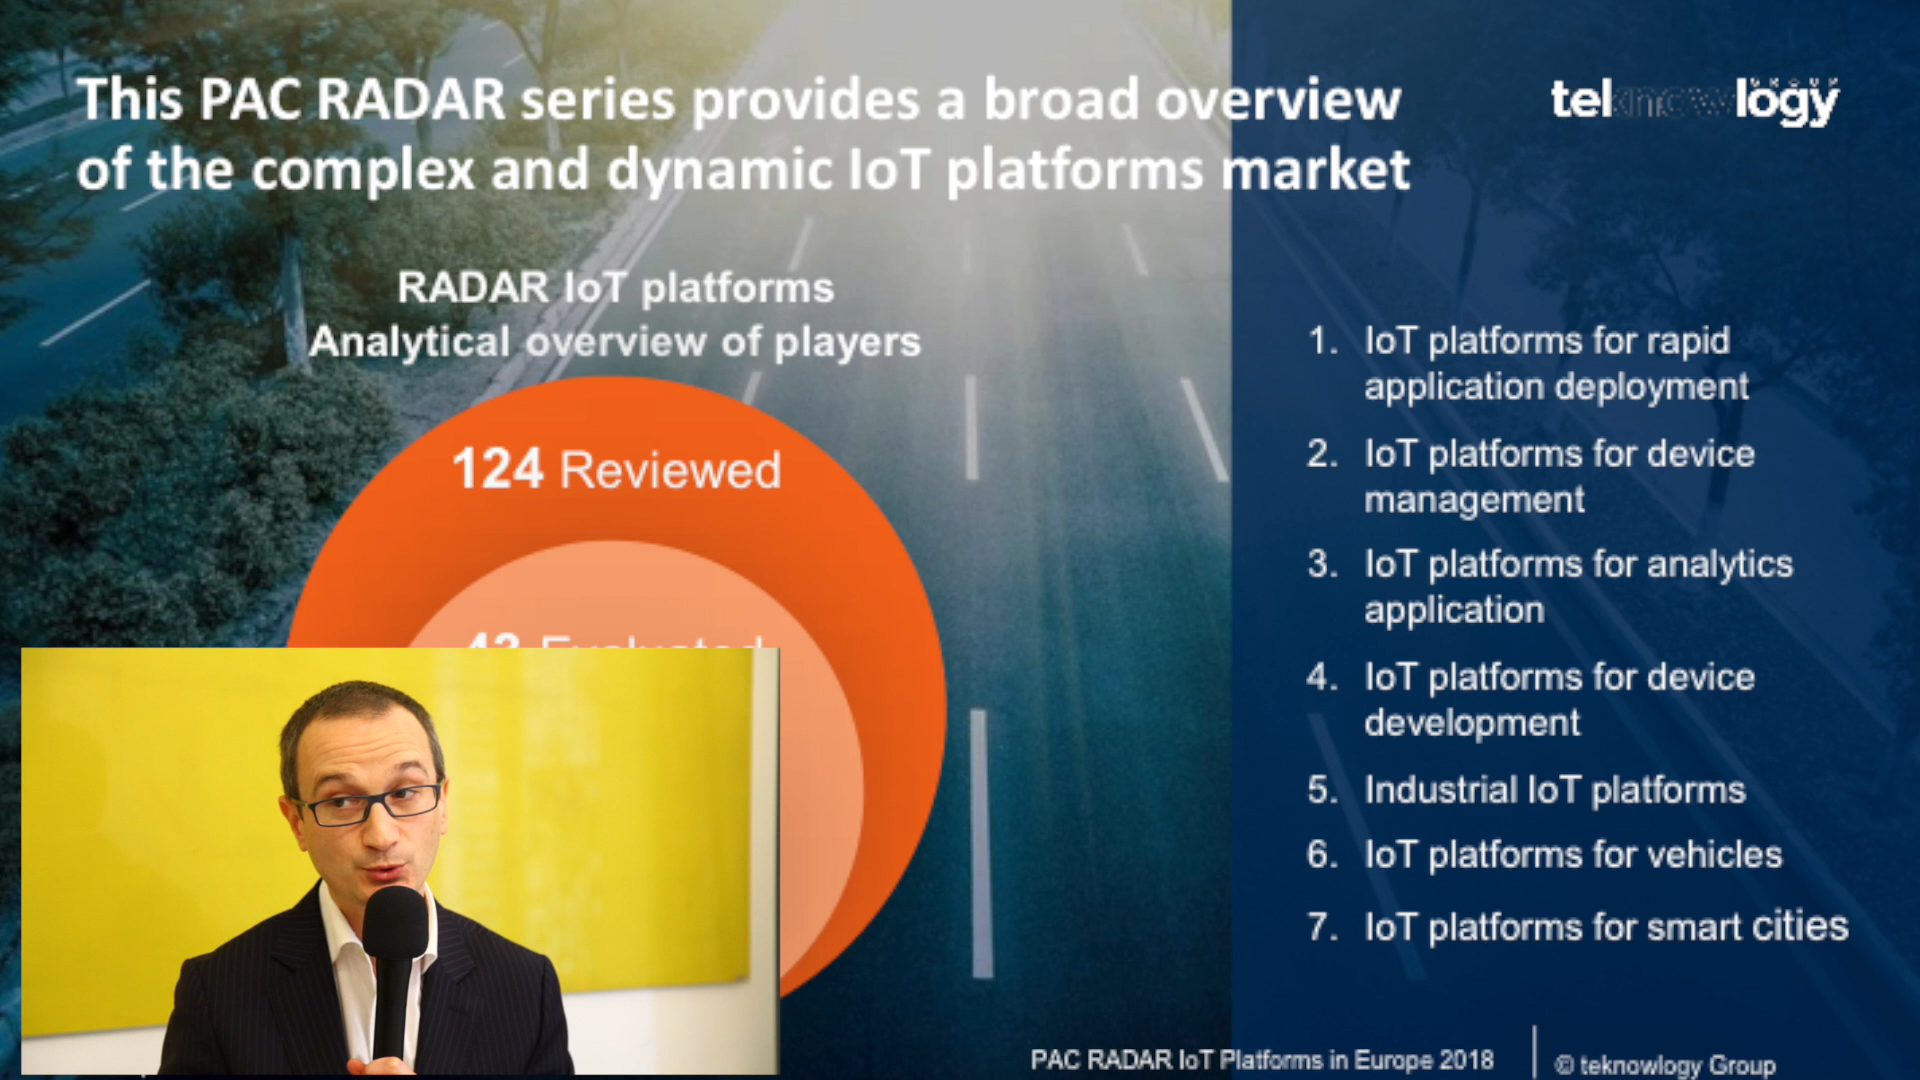 This PAC RADAR series provides a broad overview
of the complex and dynamic IoT platforms market
teknowlogy
RADAR IoT platforms
Analytical overview of players
124 Reviewed
43 Evaluated
1. IoT platforms for rapid
application deployment
2. IoT platforms for device
management
3. IoT platforms for analytics
application
4. IoT platforms for device
development
5. Industrial IoT platforms
6. IoT platforms for vehicles
7. IoT platforms for smart cities
PAC RADAR IoT Platforms in Europe 2018
© teknowlogy Group